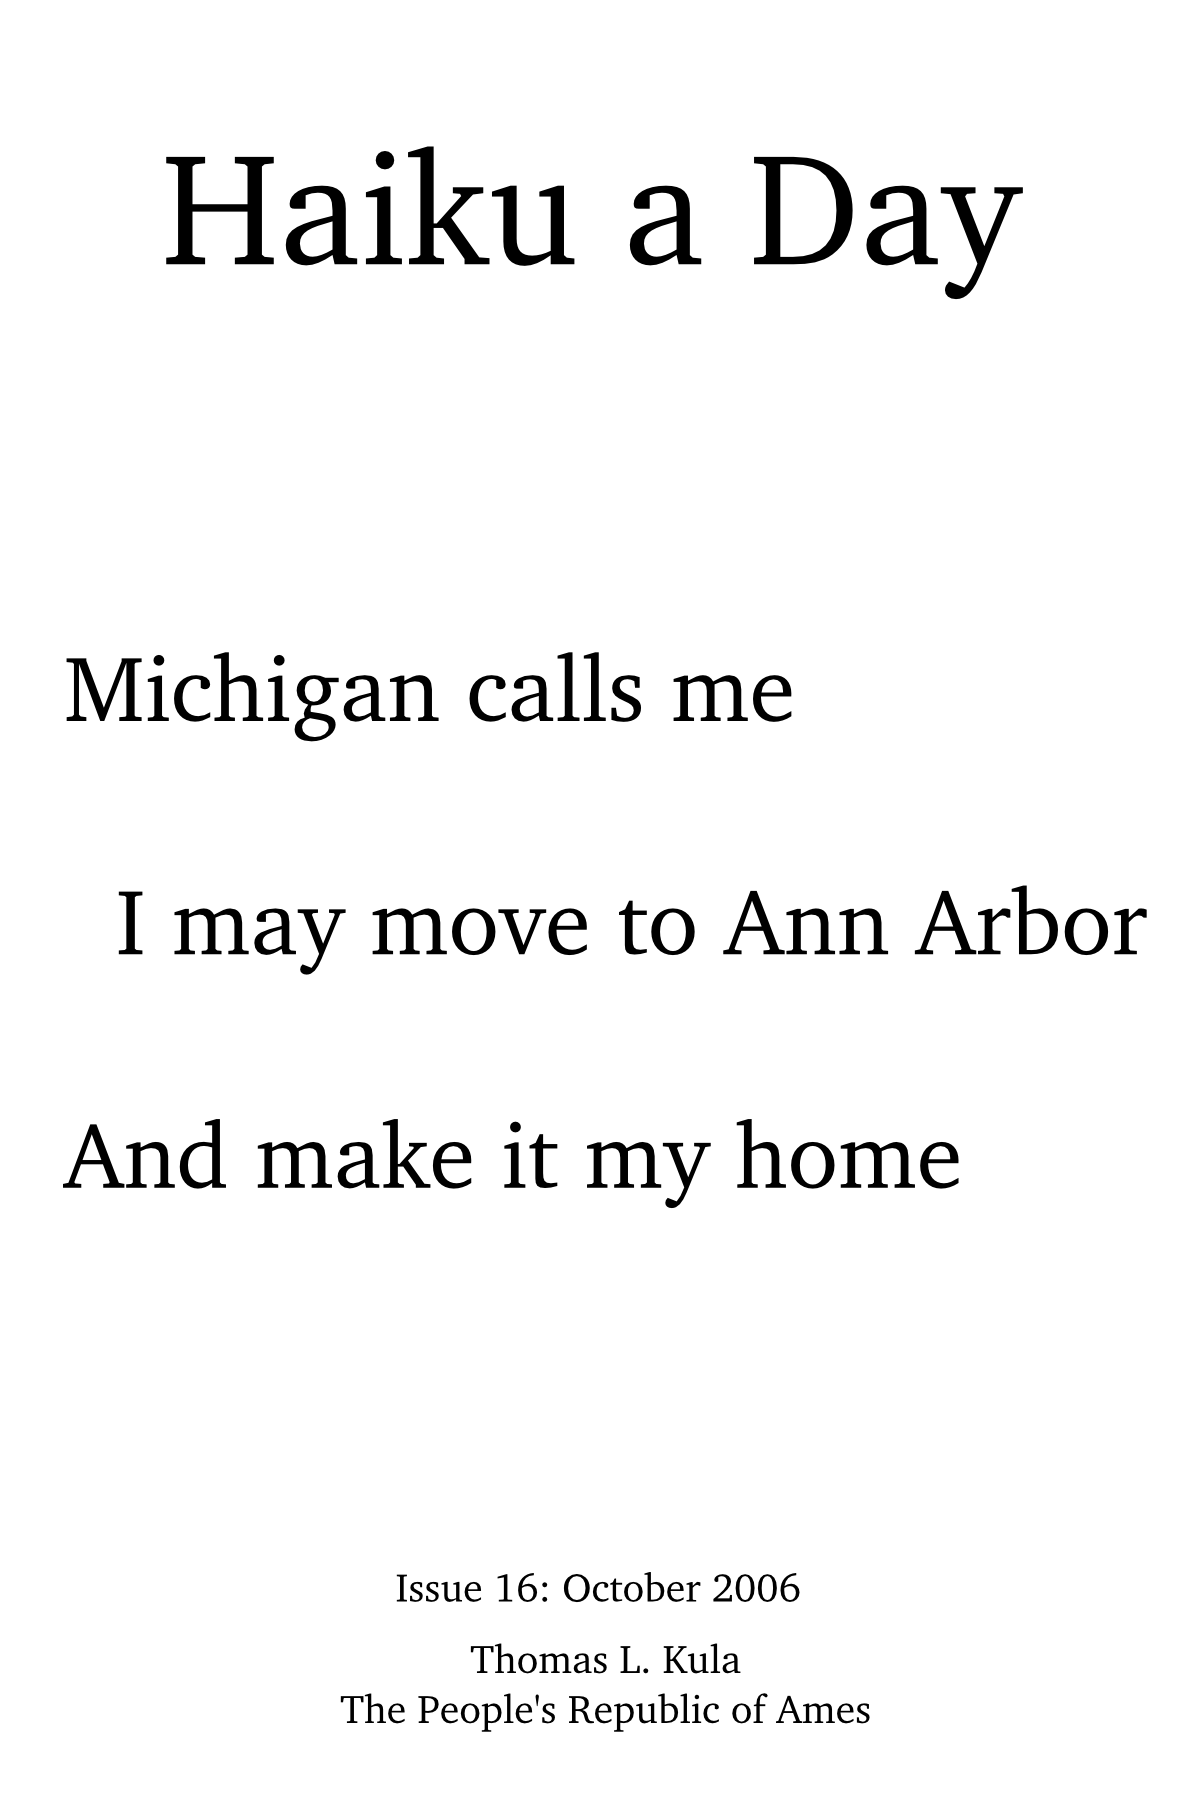 Haiku a Day
Michigan calls me
I may move to Ann Arbor
And make it my home
Issue 16: October 2006
Thomas L. Kula
The People's Republic of Ames